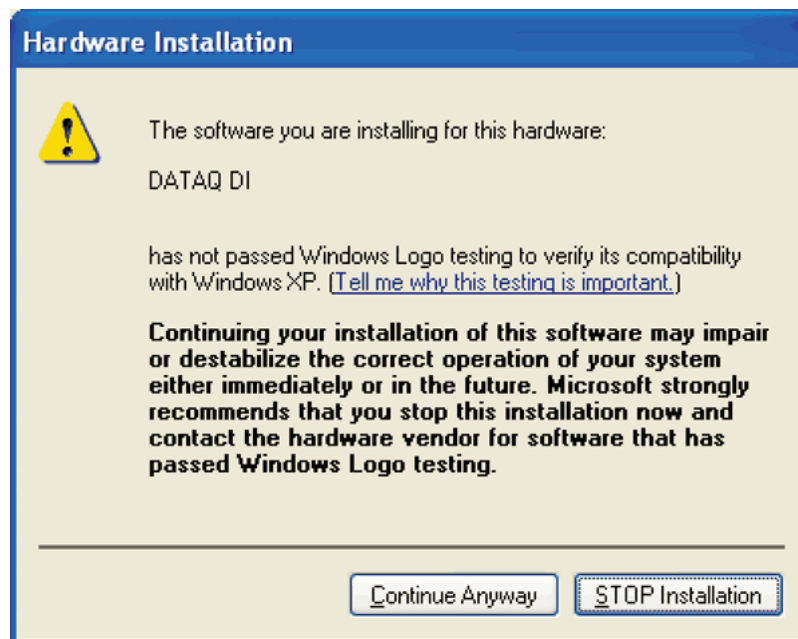 Hardware Installation
The software you are installing for this hardware:
DATAQ DI
has not passed Windows Logo testing to verify its compatibility
with Windows XP. (Tell me why this testing is important.)
Continuing your installation of this software may impair
or destabilize the correct operation of your system
either immediately or in the future. Microsoft strongly
recommends that you stop this installation now and
contact the hardware vendor for software that has
passed Windows Logo testing.
Continue Anyway
STOP Installation